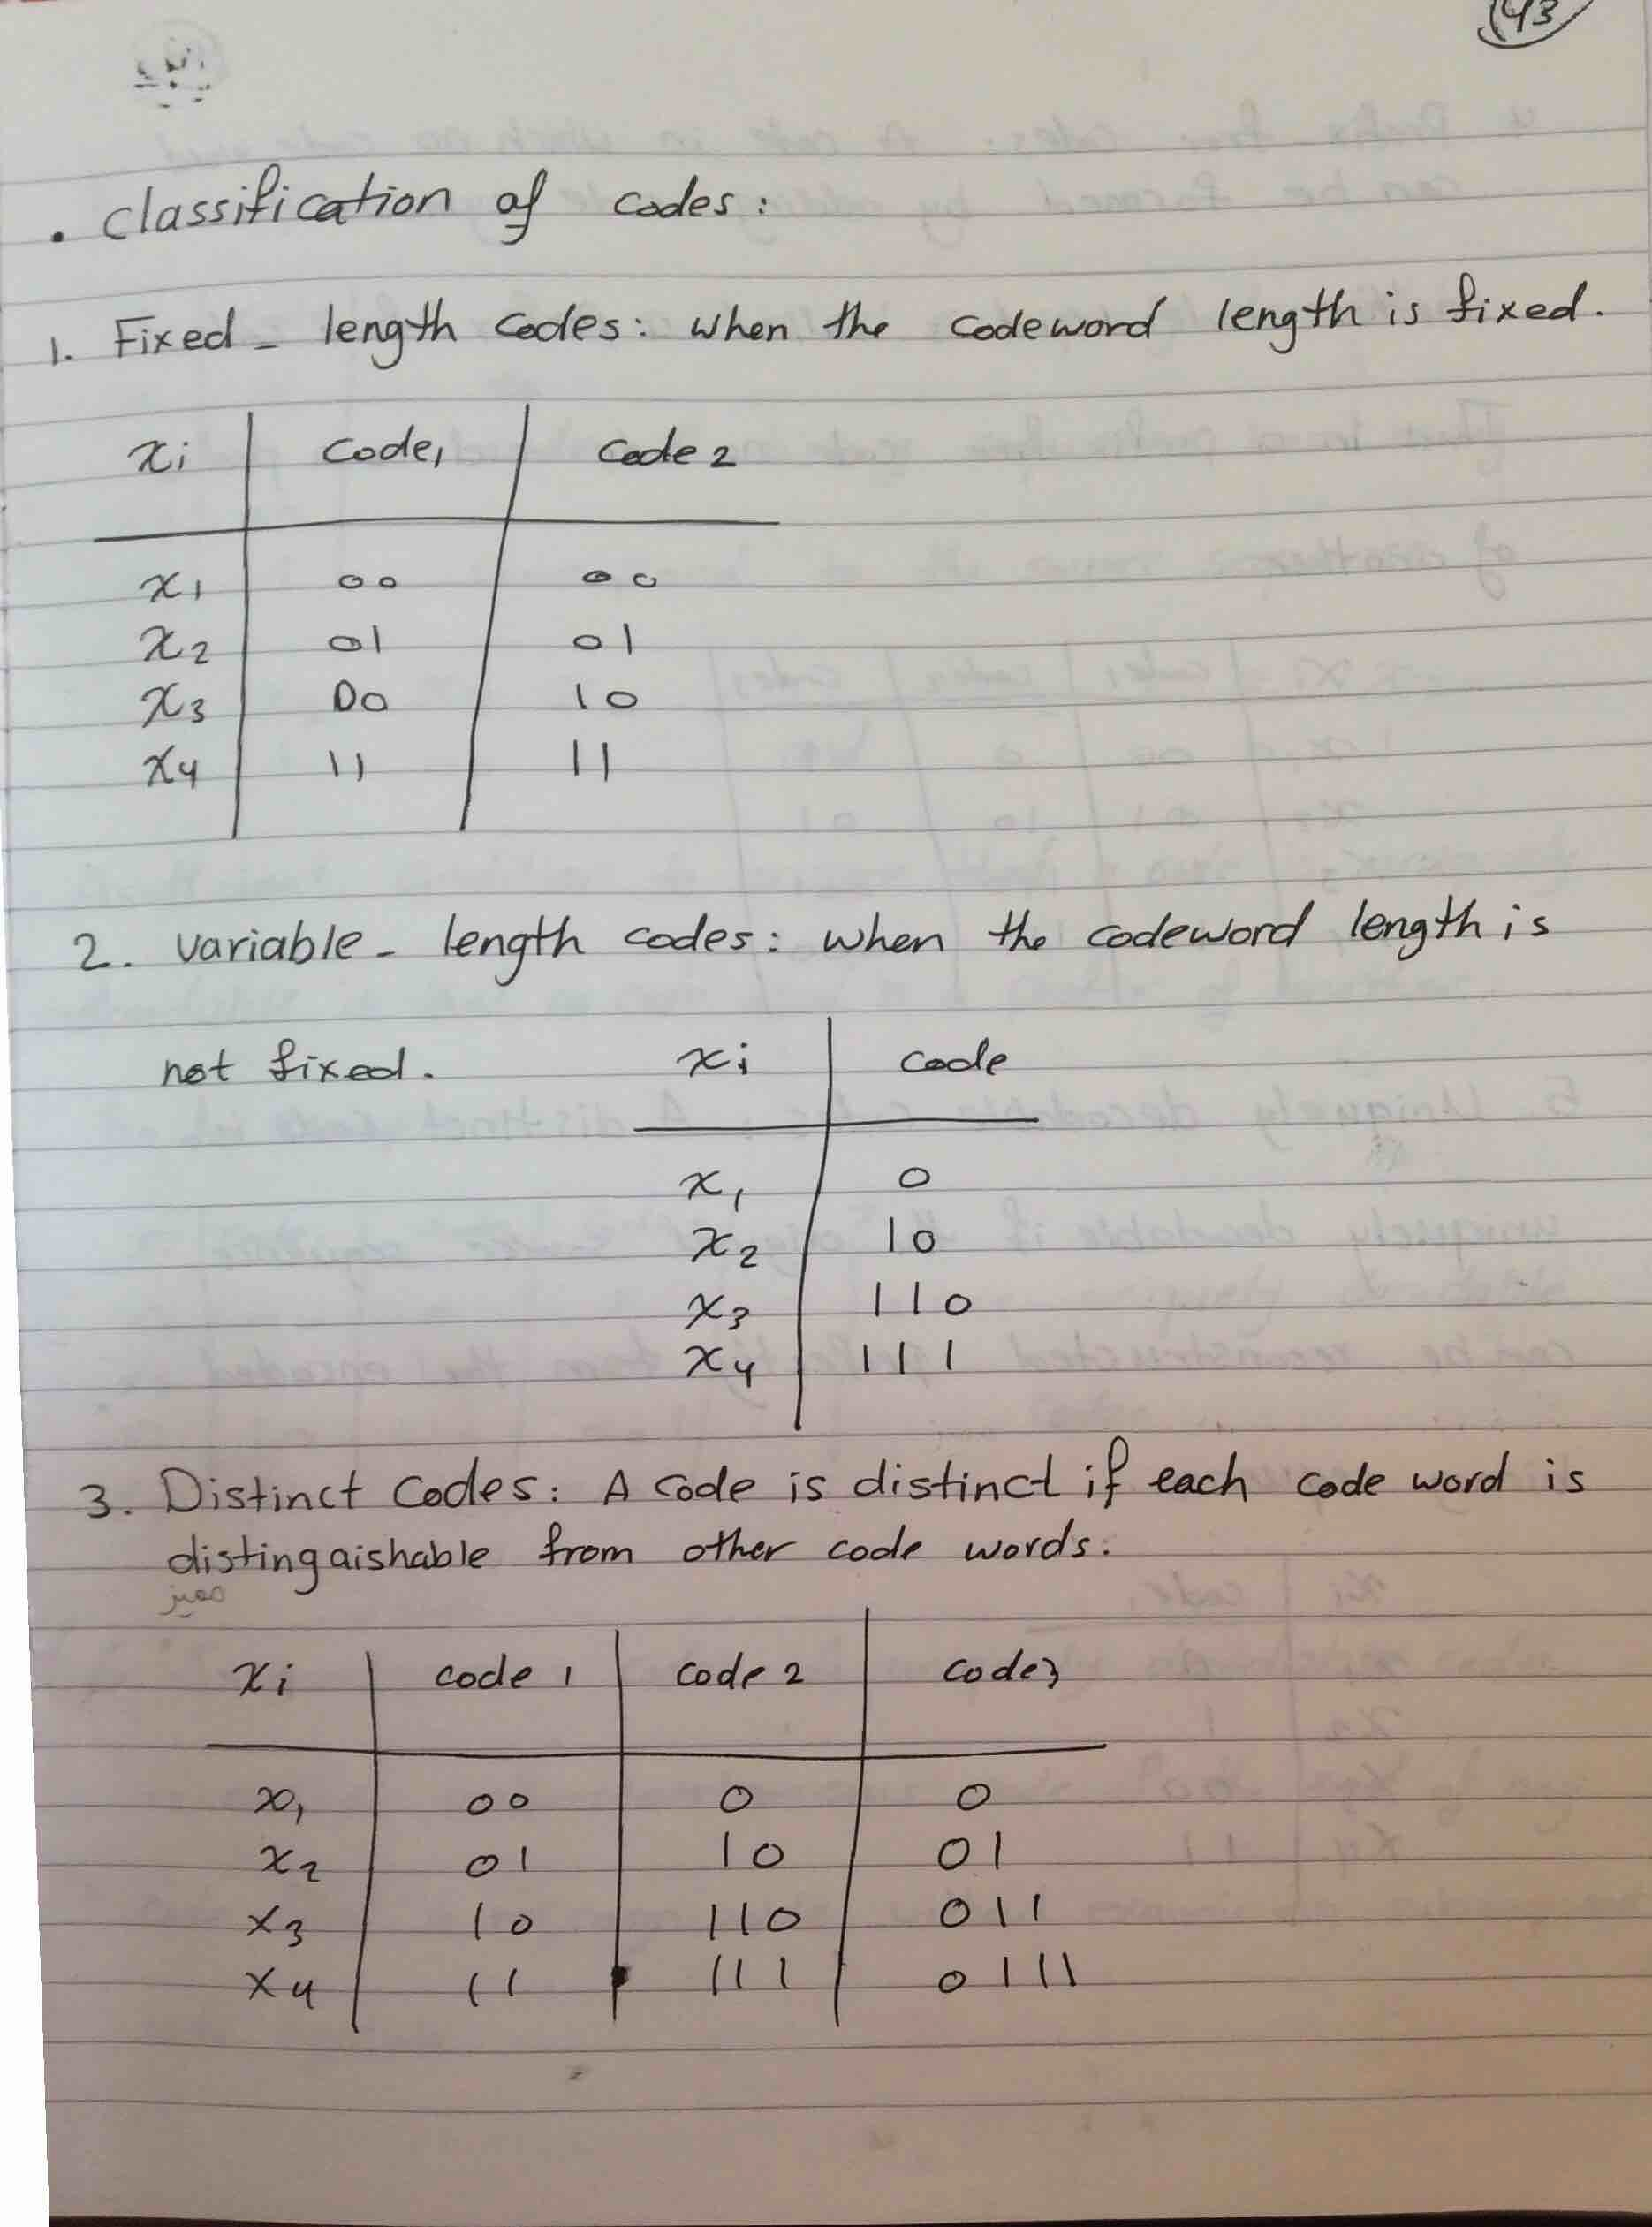 43
. classification of codes:
1. Fixed - length codes: when the codeword length is fixed.
xi code1 code 2
x1 00 00
x2 01 01
x3 00 10
x4 11 11
2. variable - length codes: when the codeword length is
not fixed.
xi code
x1 0
x2 10
x3 110
x4 111
3. Distinct codes: A code is distinct if each code word is
distingaishable from other code words.
مميز
xi code 1 code 2 code3
x1 00 0 0
x2 01 10 01
x3 10 110 011
x4 11 111 0111